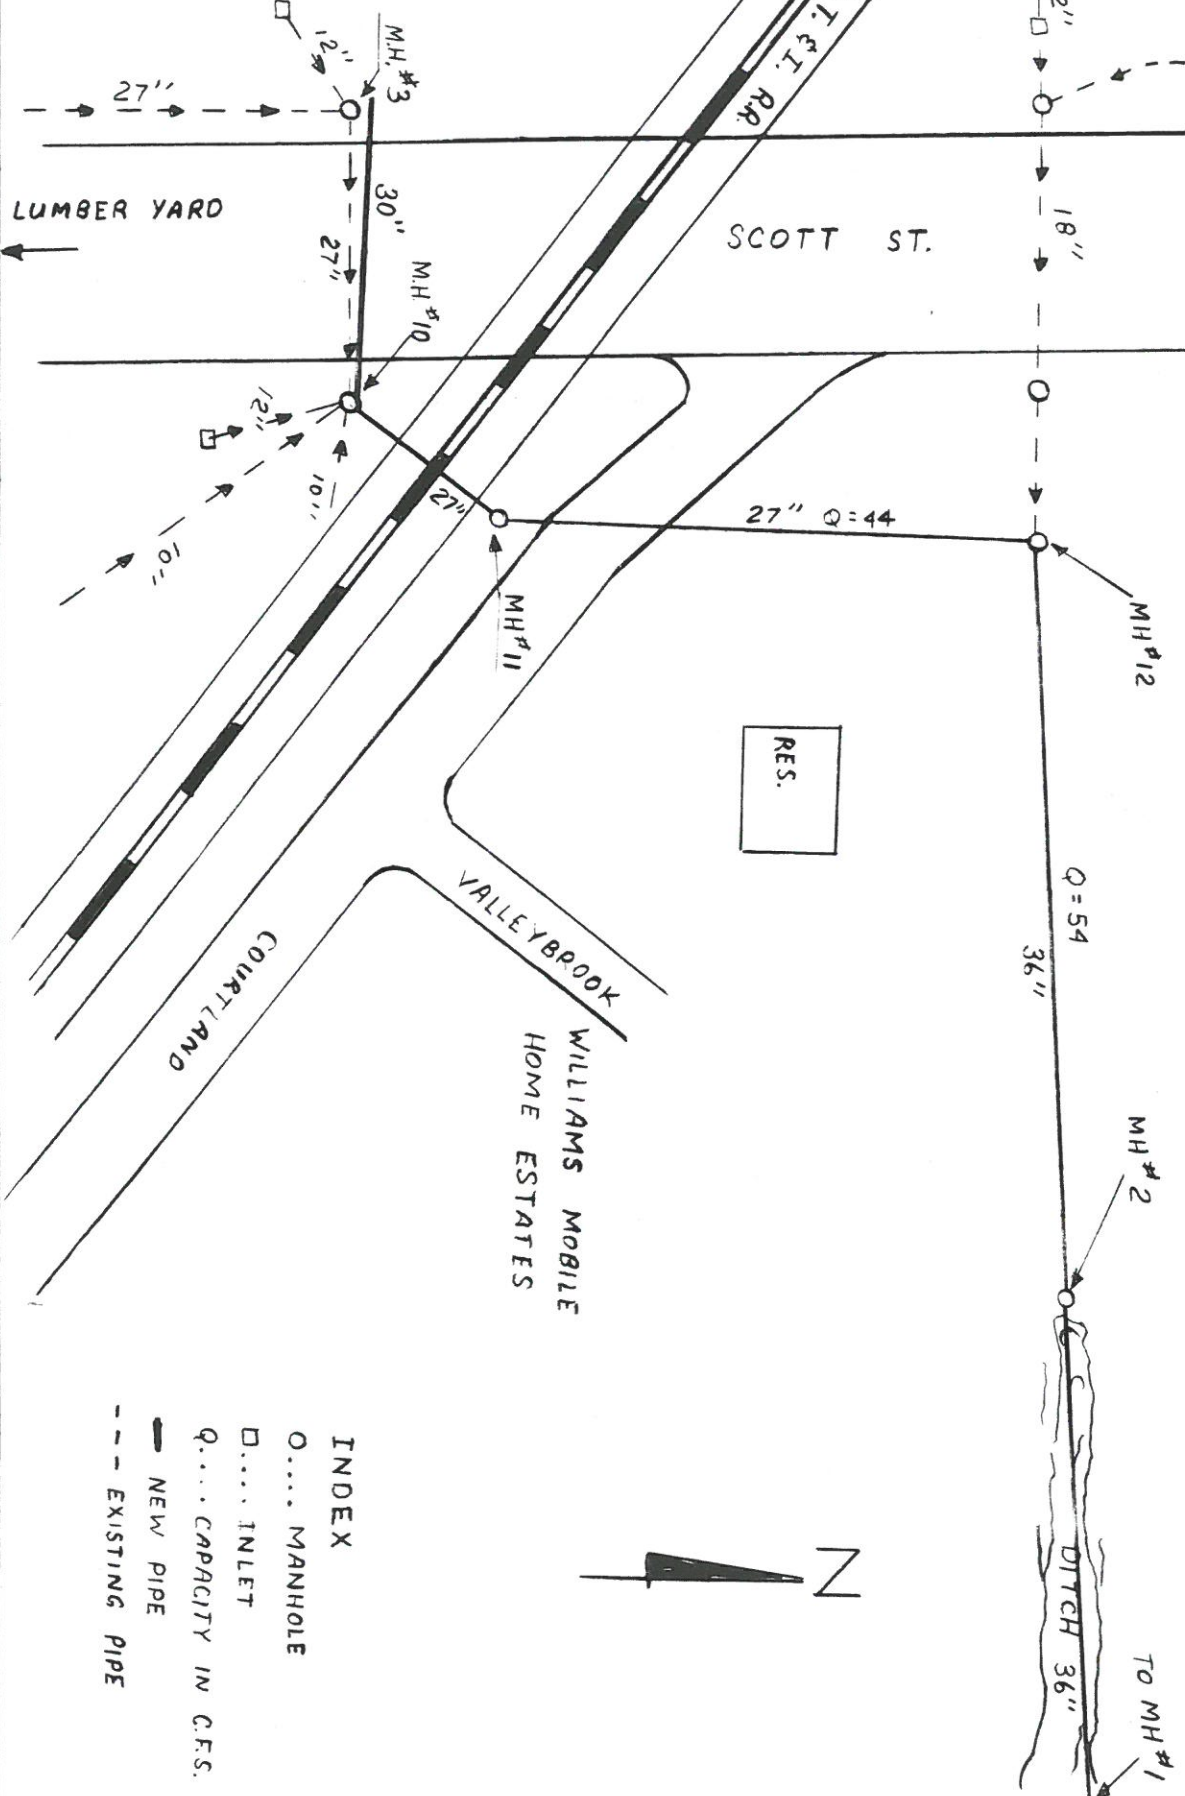 12"
M.H. #3
27"
T. & I. R.R.
2"
30"
LUMBER YARD
27"
M.H. #10
SCOTT ST.
18"
12"
10"
10"
27"
MH #11
27" Q=44
MH #12
RES.
VALLEYBROOK
COURTLAND
Q=54
36"
WILLIAMS MOBILE
HOME ESTATES
MH #2
DITCH 36"
TO MH #1
N
INDEX
O.... MANHOLE
□.... INLET
Q.... CAPACITY IN C.F.S.
NEW PIPE
--- EXISTING PIPE